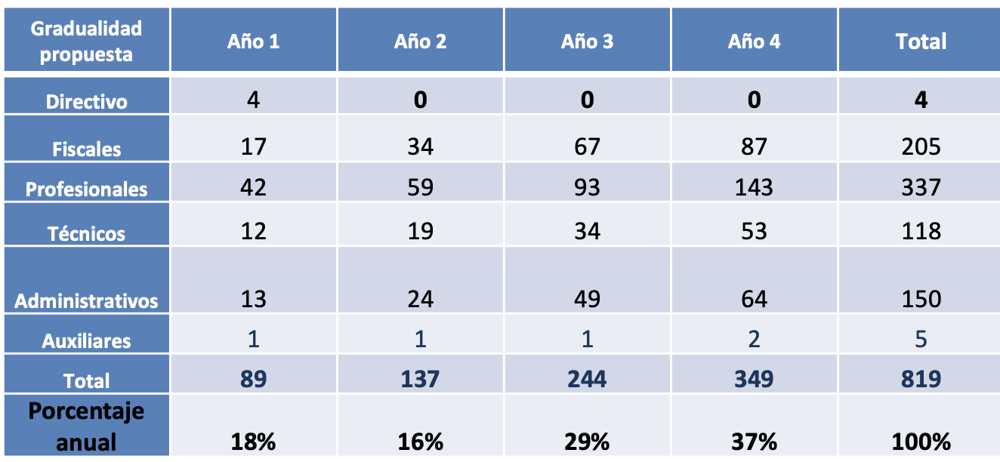 Gradualidad propuesta Año 1 Año 2 Año 3 Año 4 Total
Directivo 4 0 0 0 4
Fiscales 17 34 67 87 205
Profesionales 42 59 93 143 337
Técnicos 12 19 34 53 118
Administrativos 13 24 49 64 150
Auxiliares 1 1 1 2 5
Total 89 137 244 349 819
Porcentaje anual 18% 16% 29% 37% 100%